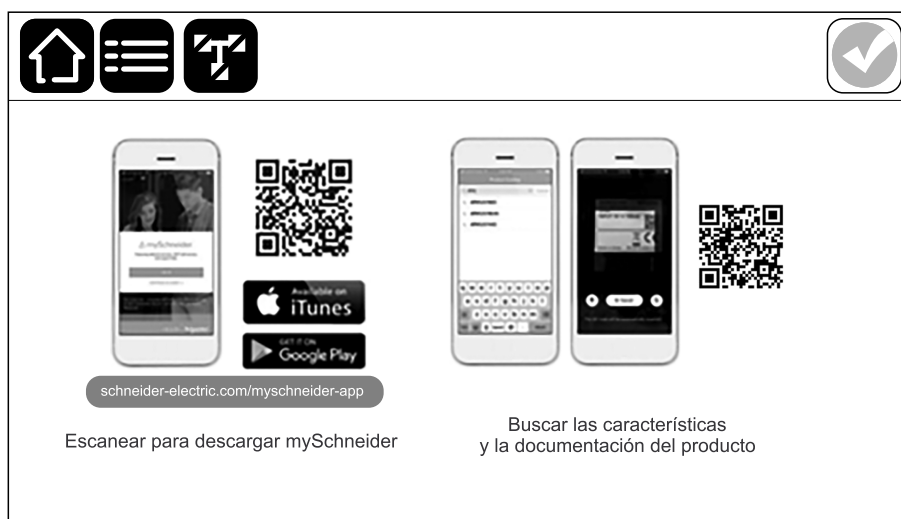 mySchneider
Available on
iTunes
GET IT ON
Google Play
schneider-electric.com/myschneider-app
Escanear para descargar mySchneider
Buscar las características
y la documentación del producto